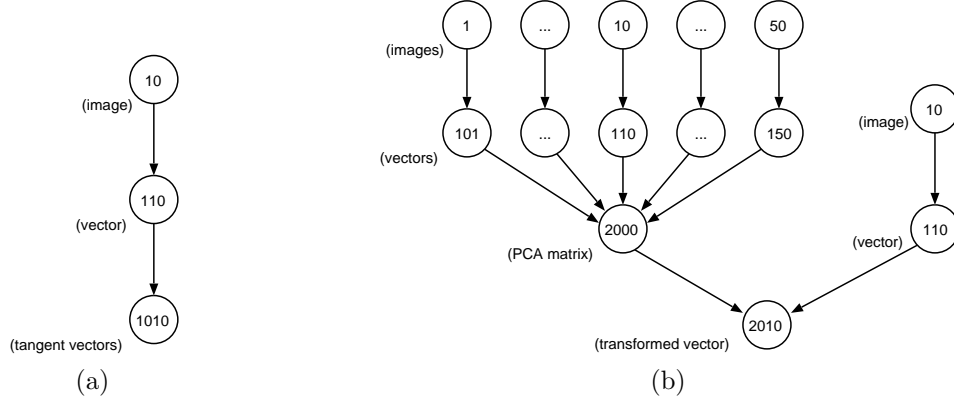 10
(image)
110
(vector)
1010
(tangent vectors)
(a)
1 ... 10 ... 50
(images)
101 ... 110 ... 150
(vectors)
2000
(PCA matrix)
10
(image)
110
(vector)
2010
(transformed vector)
(b)